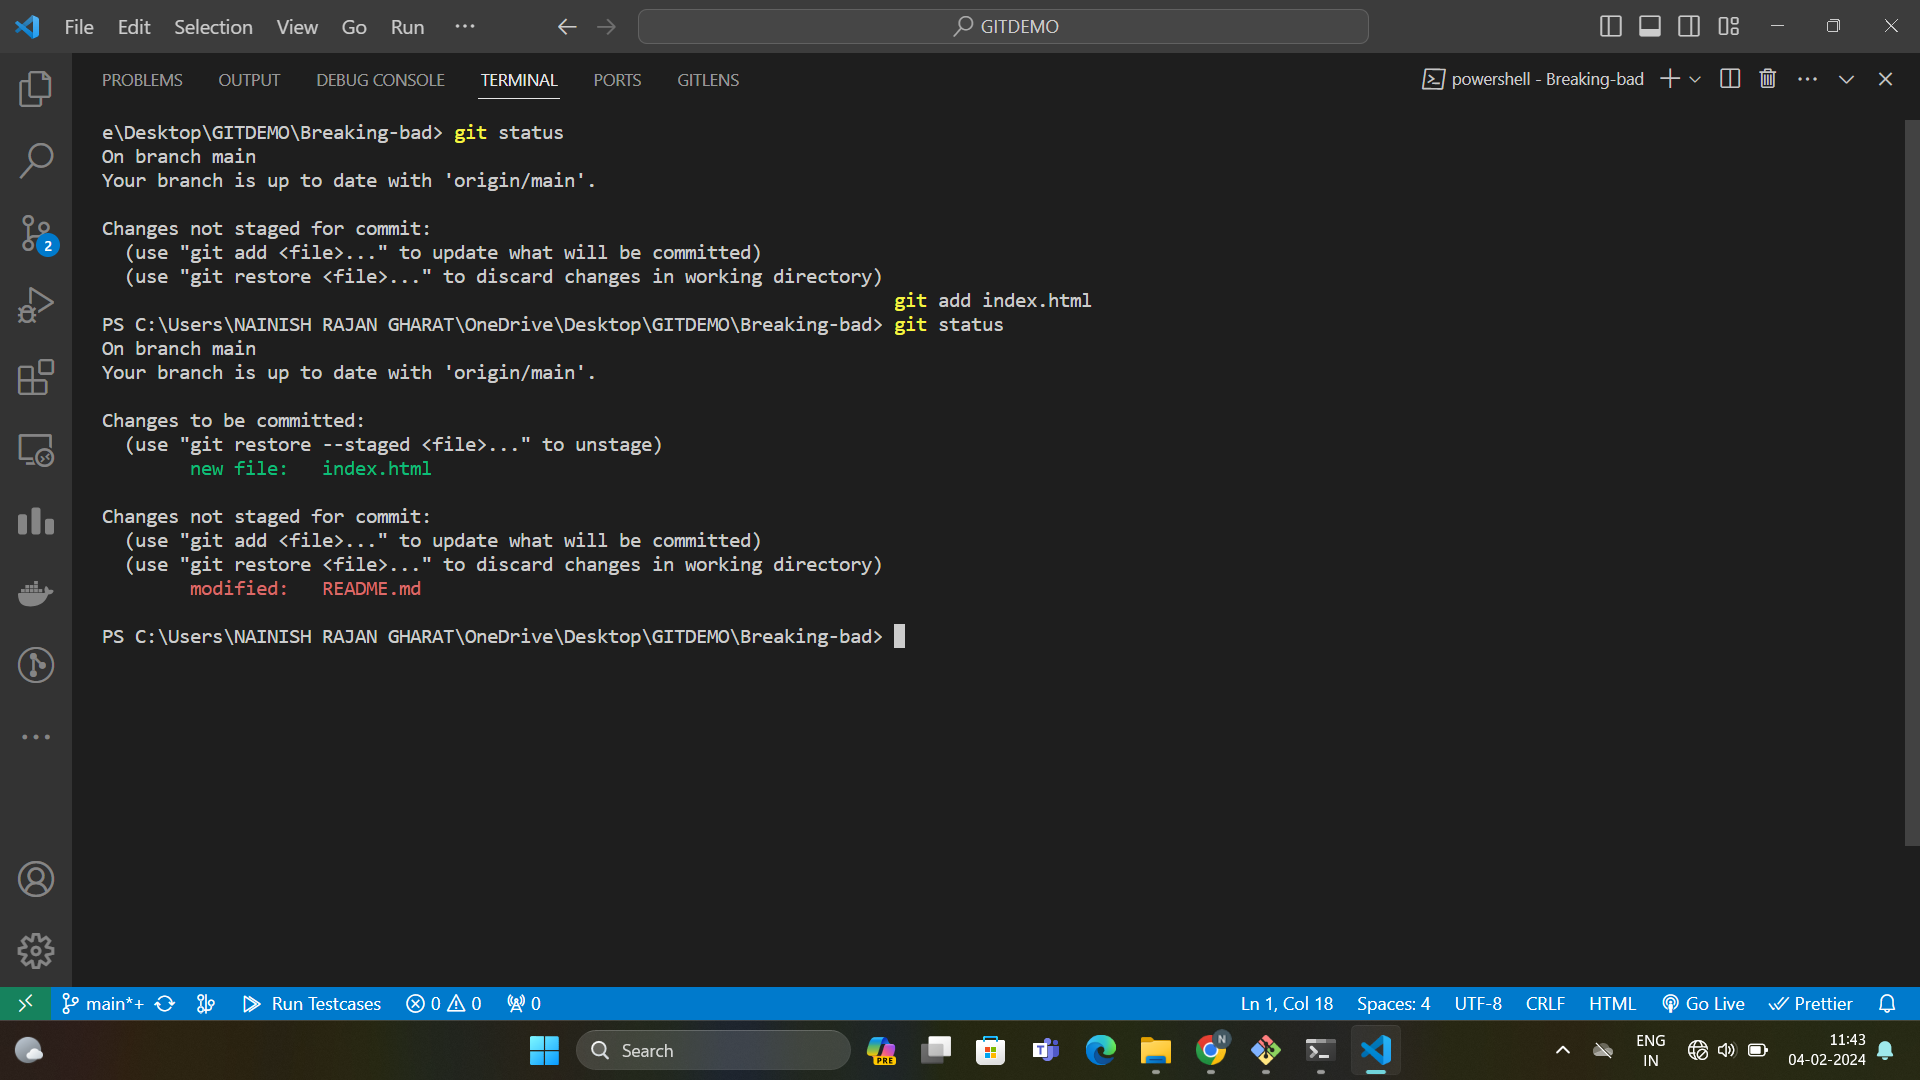 File Edit Selection View Go Run ··· GITDEMO
PROBLEMS OUTPUT DEBUG CONSOLE TERMINAL PORTS GITLENS powershell - Breaking-bad
e\Desktop\GITDEMO\Breaking-bad> git status
On branch main
Your branch is up to date with 'origin/main'.
Changes not staged for commit:
(use "git add <file>..." to update what will be committed)
(use "git restore <file>..." to discard changes in working directory)
git add index.html
PS C:\Users\NAINISH RAJAN GHARAT\OneDrive\Desktop\GITDEMO\Breaking-bad> git status
On branch main
Your branch is up to date with 'origin/main'.
Changes to be committed:
(use "git restore --staged <file>..." to unstage)
new file:   index.html
Changes not staged for commit:
(use "git add <file>..." to update what will be committed)
(use "git restore <file>..." to discard changes in working directory)
modified:   README.md
PS C:\Users\NAINISH RAJAN GHARAT\OneDrive\Desktop\GITDEMO\Breaking-bad>
2
main*+ Run Testcases 0 0 0 Ln 1, Col 18 Spaces: 4 UTF-8 CRLF HTML Go Live Prettier
Search PRE N ENG IN 11:43 04-02-2024